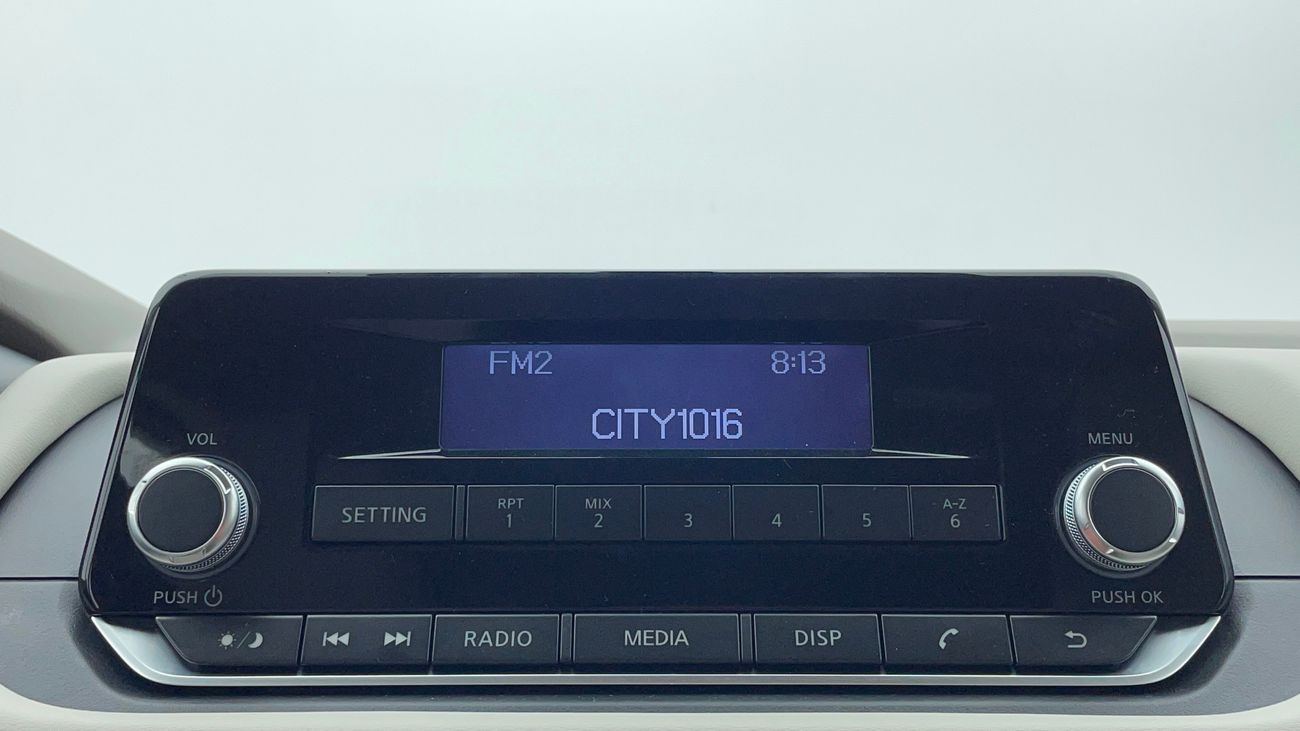 FM2 8:13
CITY1016
VOL
MENU
SETTING
RPT
1
MIX
2
3
4
5
A-Z
6
PUSH
PUSH OK
RADIO
MEDIA
DISP